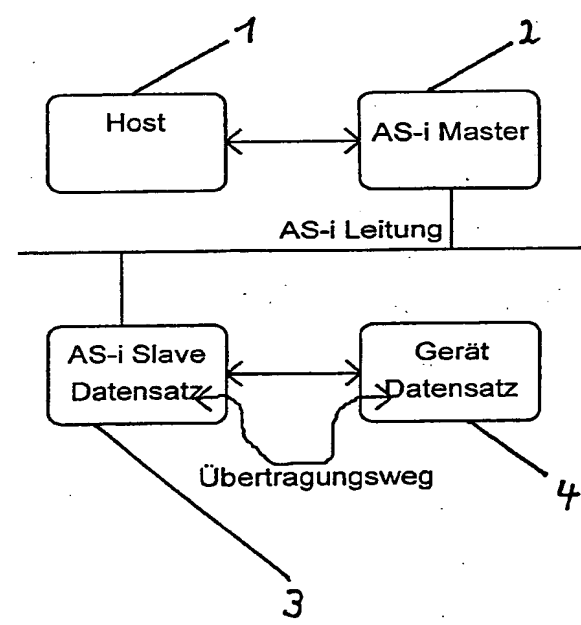 1
2
Host
AS-i Master
AS-i Leitung
AS-i Slave
Datensatz
Gerät
Datensatz
Übertragungsweg
4
3